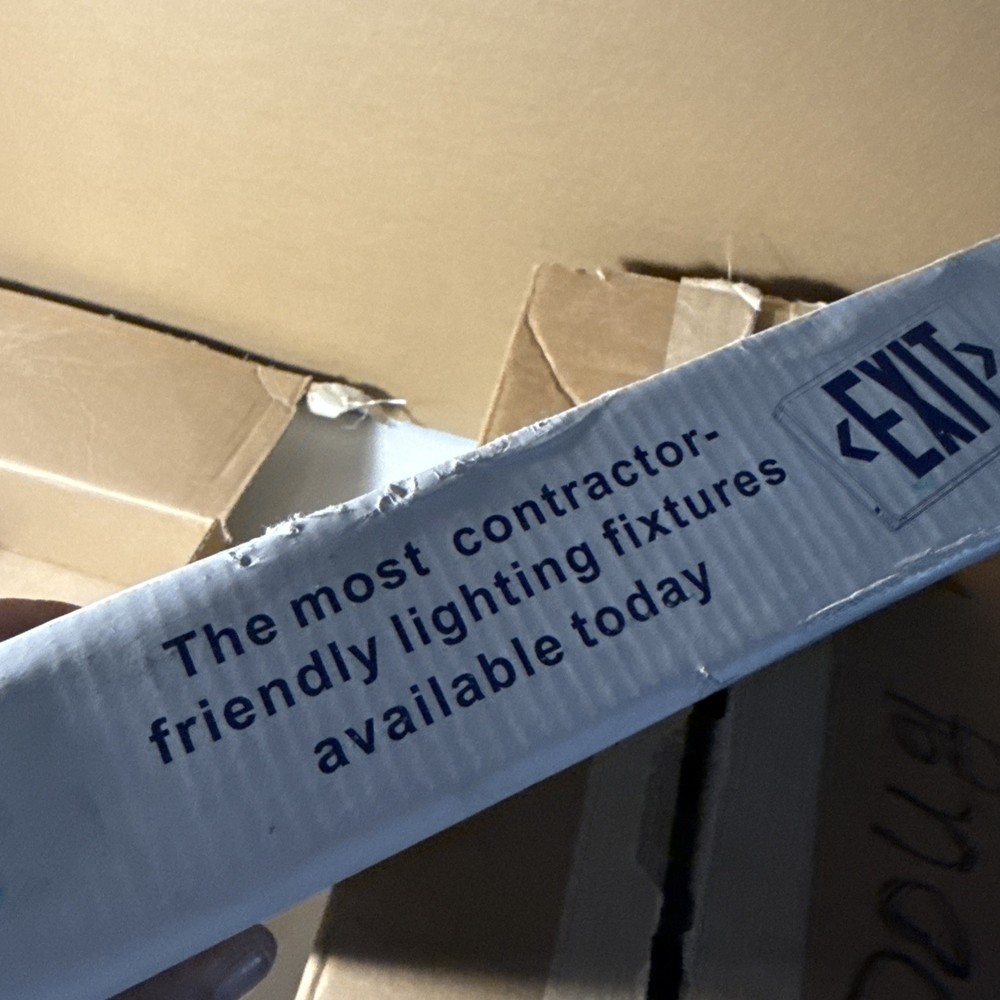 The most contractor-
friendly lighting fixtures
available today
<EXIT>